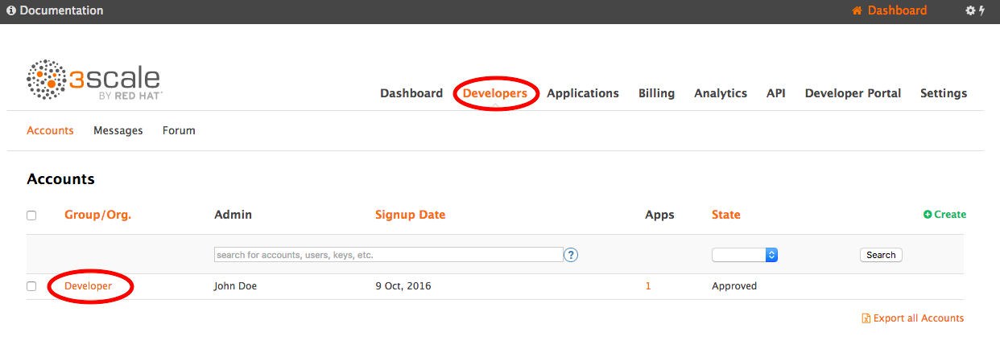 Documentation Dashboard
3scale
BY RED HAT
Dashboard Developers Applications Billing Analytics API Developer Portal Settings
Accounts Messages Forum
Accounts
Group/Org. Admin Signup Date Apps State Create
search for accounts, users, keys, etc. ? Search
Developer John Doe 9 Oct, 2016 1 Approved
Export all Accounts